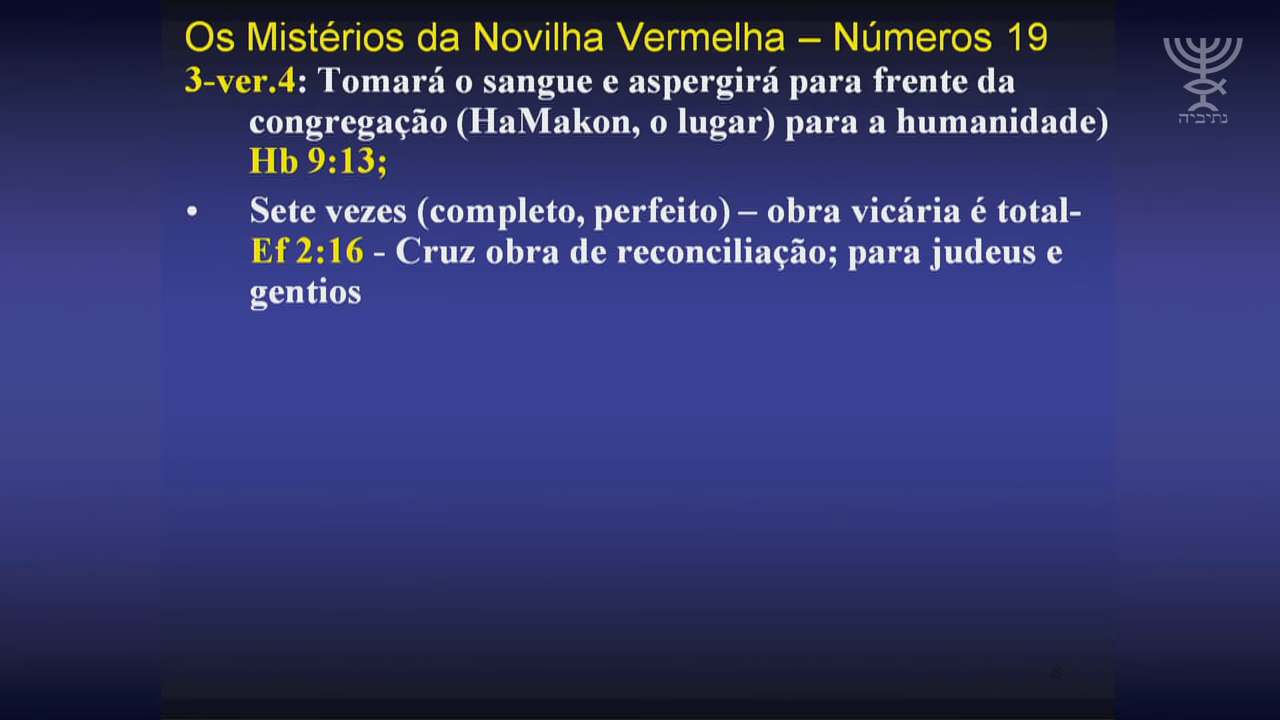 Os Mistérios da Novilha Vermelha – Números 19
3-ver.4: Tomará o sangue e aspergirá para frente da
congregação (HaMakon, o lugar) para a humanidade)
Hb 9:13;
• Sete vezes (completo, perfeito) – obra vicária é total-
Ef 2:16 - Cruz obra de reconciliação; para judeus e
gentios
נתיביה
8